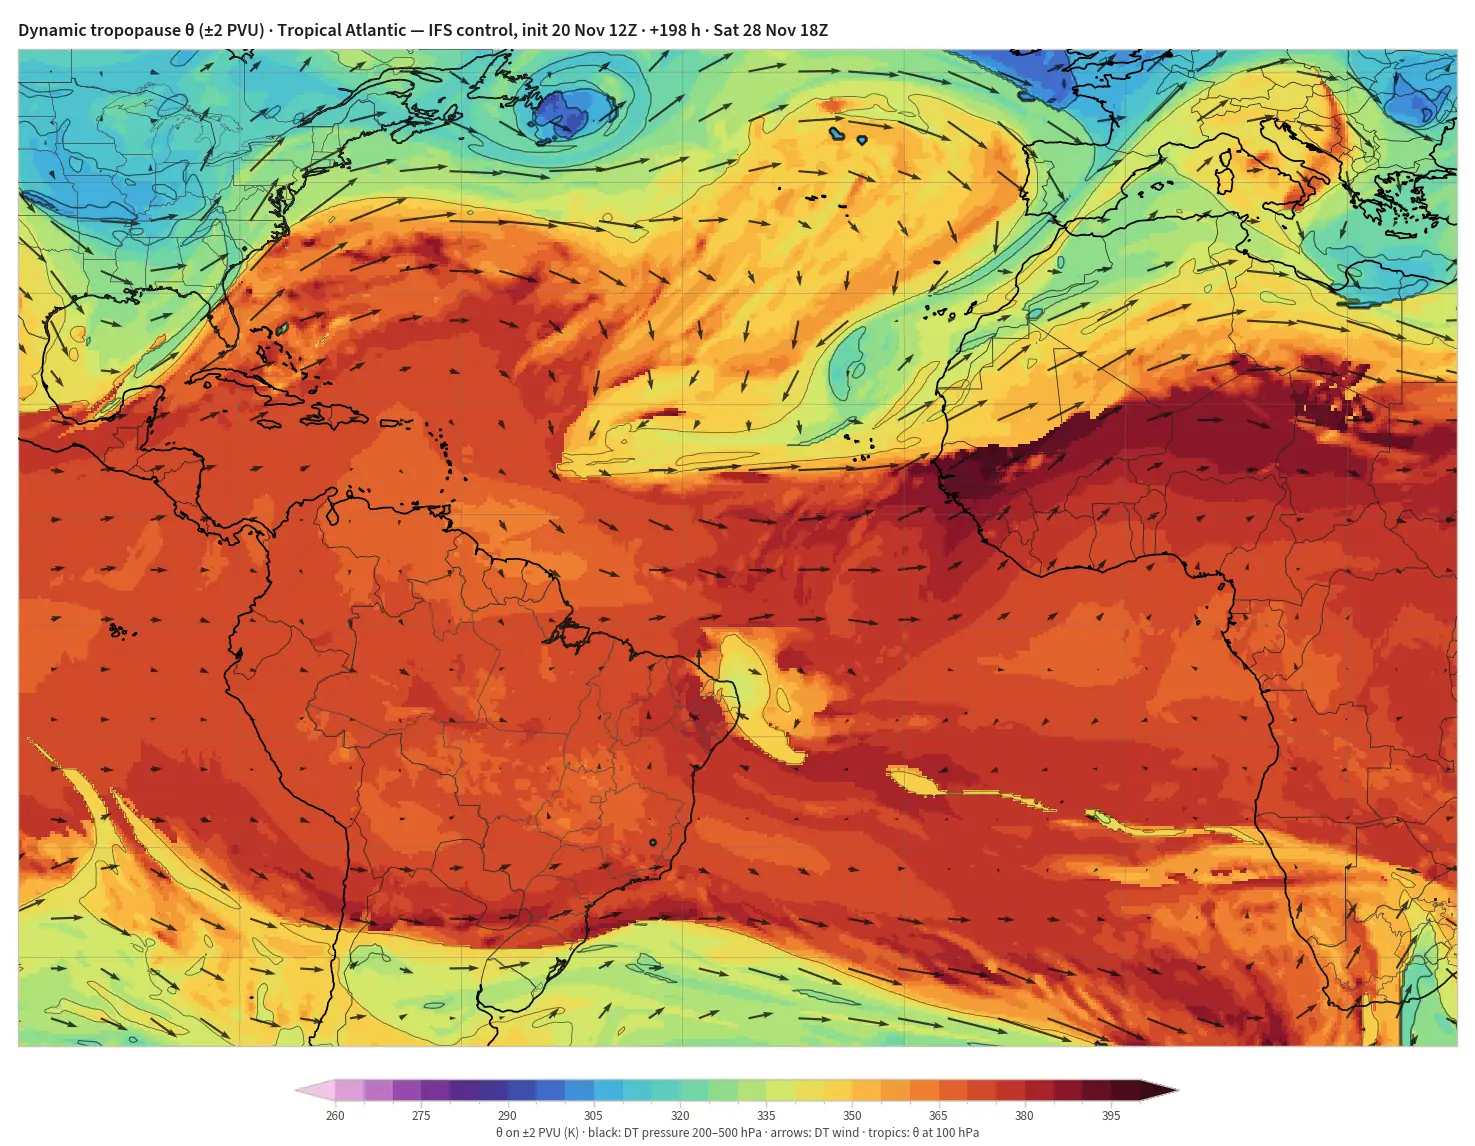 Dynamic tropopause θ (±2 PVU) · Tropical Atlantic — IFS control, init 20 Nov 12Z · +198 h · Sat 28 Nov 18Z
260 275 290 305 320 335 350 365 380 395
θ on ±2 PVU (K) · black: DT pressure 200–500 hPa · arrows: DT wind · tropics: θ at 100 hPa